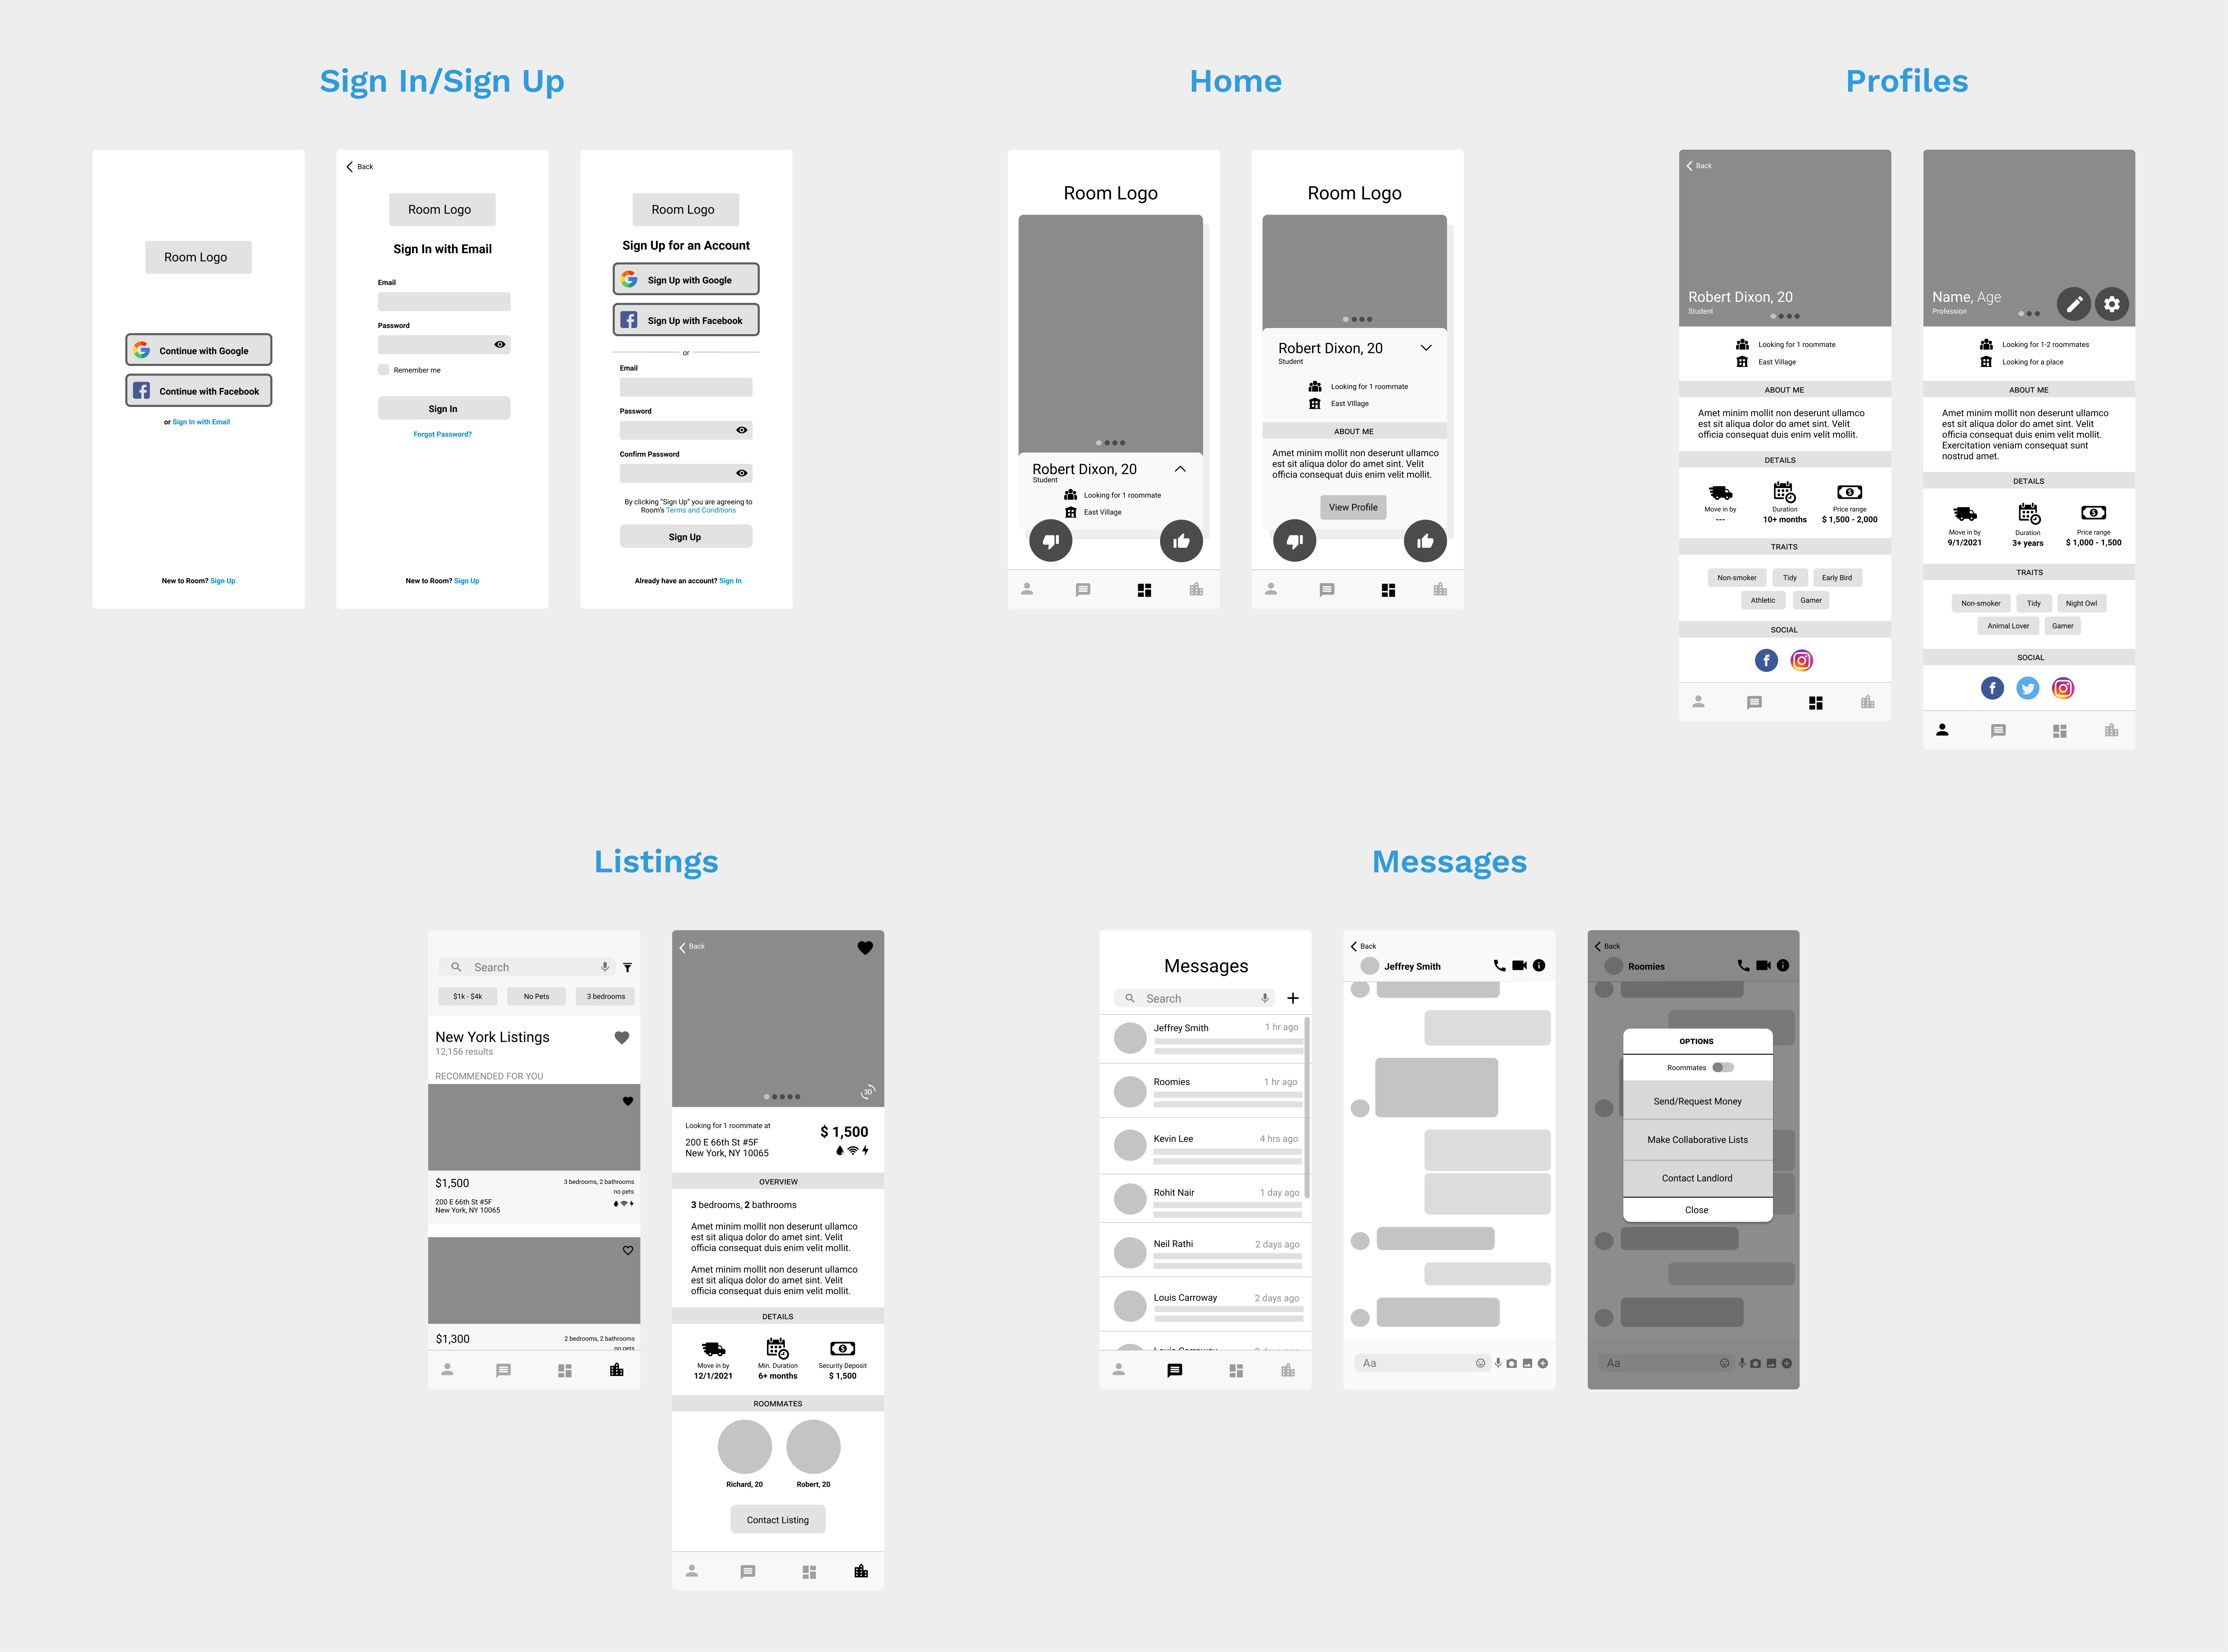 Sign In/Sign Up
Room Logo
Continue with Google
Continue with Facebook
or Sign In with Email
New to Room? Sign Up
Back
Room Logo
Sign In with Email
Email
Password
Remember me
Sign In
Forgot Password?
New to Room? Sign Up
Room Logo
Sign Up for an Account
Sign Up with Google
Sign Up with Facebook
or
Email
Password
Confirm Password
By clicking “Sign Up” you are agreeing to
Room's Terms and Conditions
Sign Up
Already have an account? Sign In
Home
Room Logo
Robert Dixon, 20
Student
Looking for 1 roommate
East Village
Room Logo
Robert Dixon, 20
Student
Looking for 1 roommate
East VIllage
ABOUT ME
Amet minim mollit non deserunt ullamco
est sit aliqua dolor do amet sint. Velit
officia consequat duis enim velit mollit.
View Profile
Profiles
Back
Robert Dixon, 20
Student
Looking for 1 roommate
East Village
ABOUT ME
Amet minim mollit non deserunt ullamco
est sit aliqua dolor do amet sint. Velit
officia consequat duis enim velit mollit.
DETAILS
Move in by
---
Duration
10+ months
Price range
$ 1,500 - 2,000
TRAITS
Non-smoker
Tidy
Early Bird
Athletic
Gamer
SOCIAL
Name, Age
Profession
Looking for 1-2 roommates
Looking for a place
ABOUT ME
Amet minim mollit non deserunt ullamco
est sit aliqua dolor do amet sint. Velit
officia consequat duis enim velit mollit.
Exercitation veniam consequat sunt
nostrud amet.
DETAILS
Move in by
9/1/2021
Duration
3+ years
Price range
$ 1,000 - 1,500
TRAITS
Non-smoker
Tidy
Night Owl
Animal Lover
Gamer
SOCIAL
Listings
Search
$1k - $4k
No Pets
3 bedrooms
New York Listings
12,156 results
RECOMMENDED FOR YOU
$1,500
3 bedrooms, 2 bathrooms
no pets
200 E 66th St #5F
New York, NY 10065
$1,300
2 bedrooms, 2 bathrooms
no pets
Back
3D
Looking for 1 roommate at
200 E 66th St #5F
New York, NY 10065
$ 1,500
OVERVIEW
3 bedrooms, 2 bathrooms
Amet minim mollit non deserunt ullamco
est sit aliqua dolor do amet sint. Velit
officia consequat duis enim velit mollit.
Amet minim mollit non deserunt ullamco
est sit aliqua dolor do amet sint. Velit
officia consequat duis enim velit mollit.
DETAILS
Move in by
12/1/2021
Min. Duration
6+ months
Security Deposit
$ 1,500
ROOMMATES
Richard, 20
Robert, 20
Contact Listing
Messages
Messages
Search
Jeffrey Smith
1 hr ago
Roomies
1 hr ago
Kevin Lee
4 hrs ago
Rohit Nair
1 day ago
Neil Rathi
2 days ago
Louis Carroway
2 days ago
Louis Carroway
2 days ago
Back
Jeffrey Smith
Aa
Back
Roomies
OPTIONS
Roommates
Send/Request Money
Make Collaborative Lists
Contact Landlord
Close
Aa